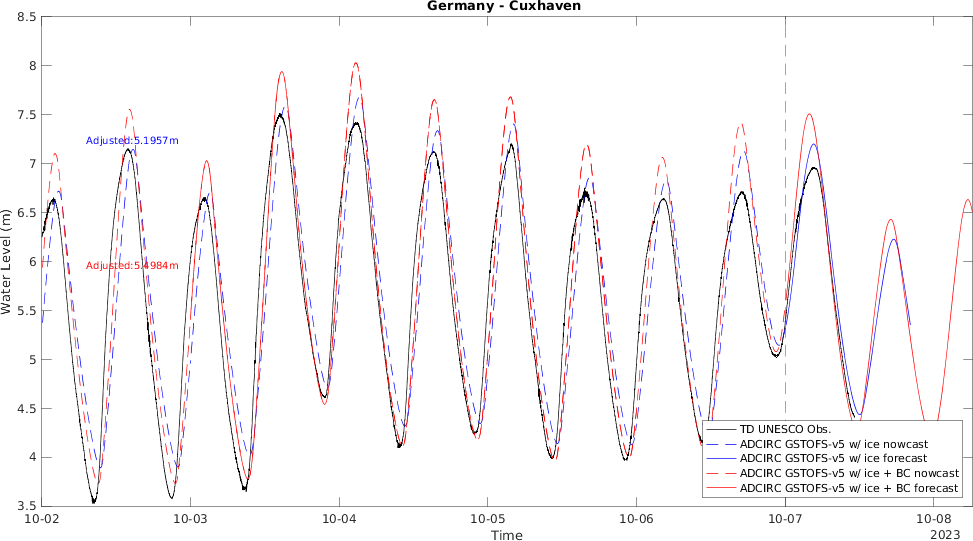 Germany - Cuxhaven
8.5
8
7.5
7
6.5
6
5.5
5
4.5
4
3.5
Water Level (m)
Adjusted:5.1957m
Adjusted:5.4984m
TD UNESCO Obs.
ADCIRC GSTOFS-v5 w/ ice nowcast
ADCIRC GSTOFS-v5 w/ ice forecast
ADCIRC GSTOFS-v5 w/ ice + BC nowcast
ADCIRC GSTOFS-v5 w/ ice + BC forecast
10-02 10-03 10-04 10-05 10-06 10-07 10-08
Time
2023